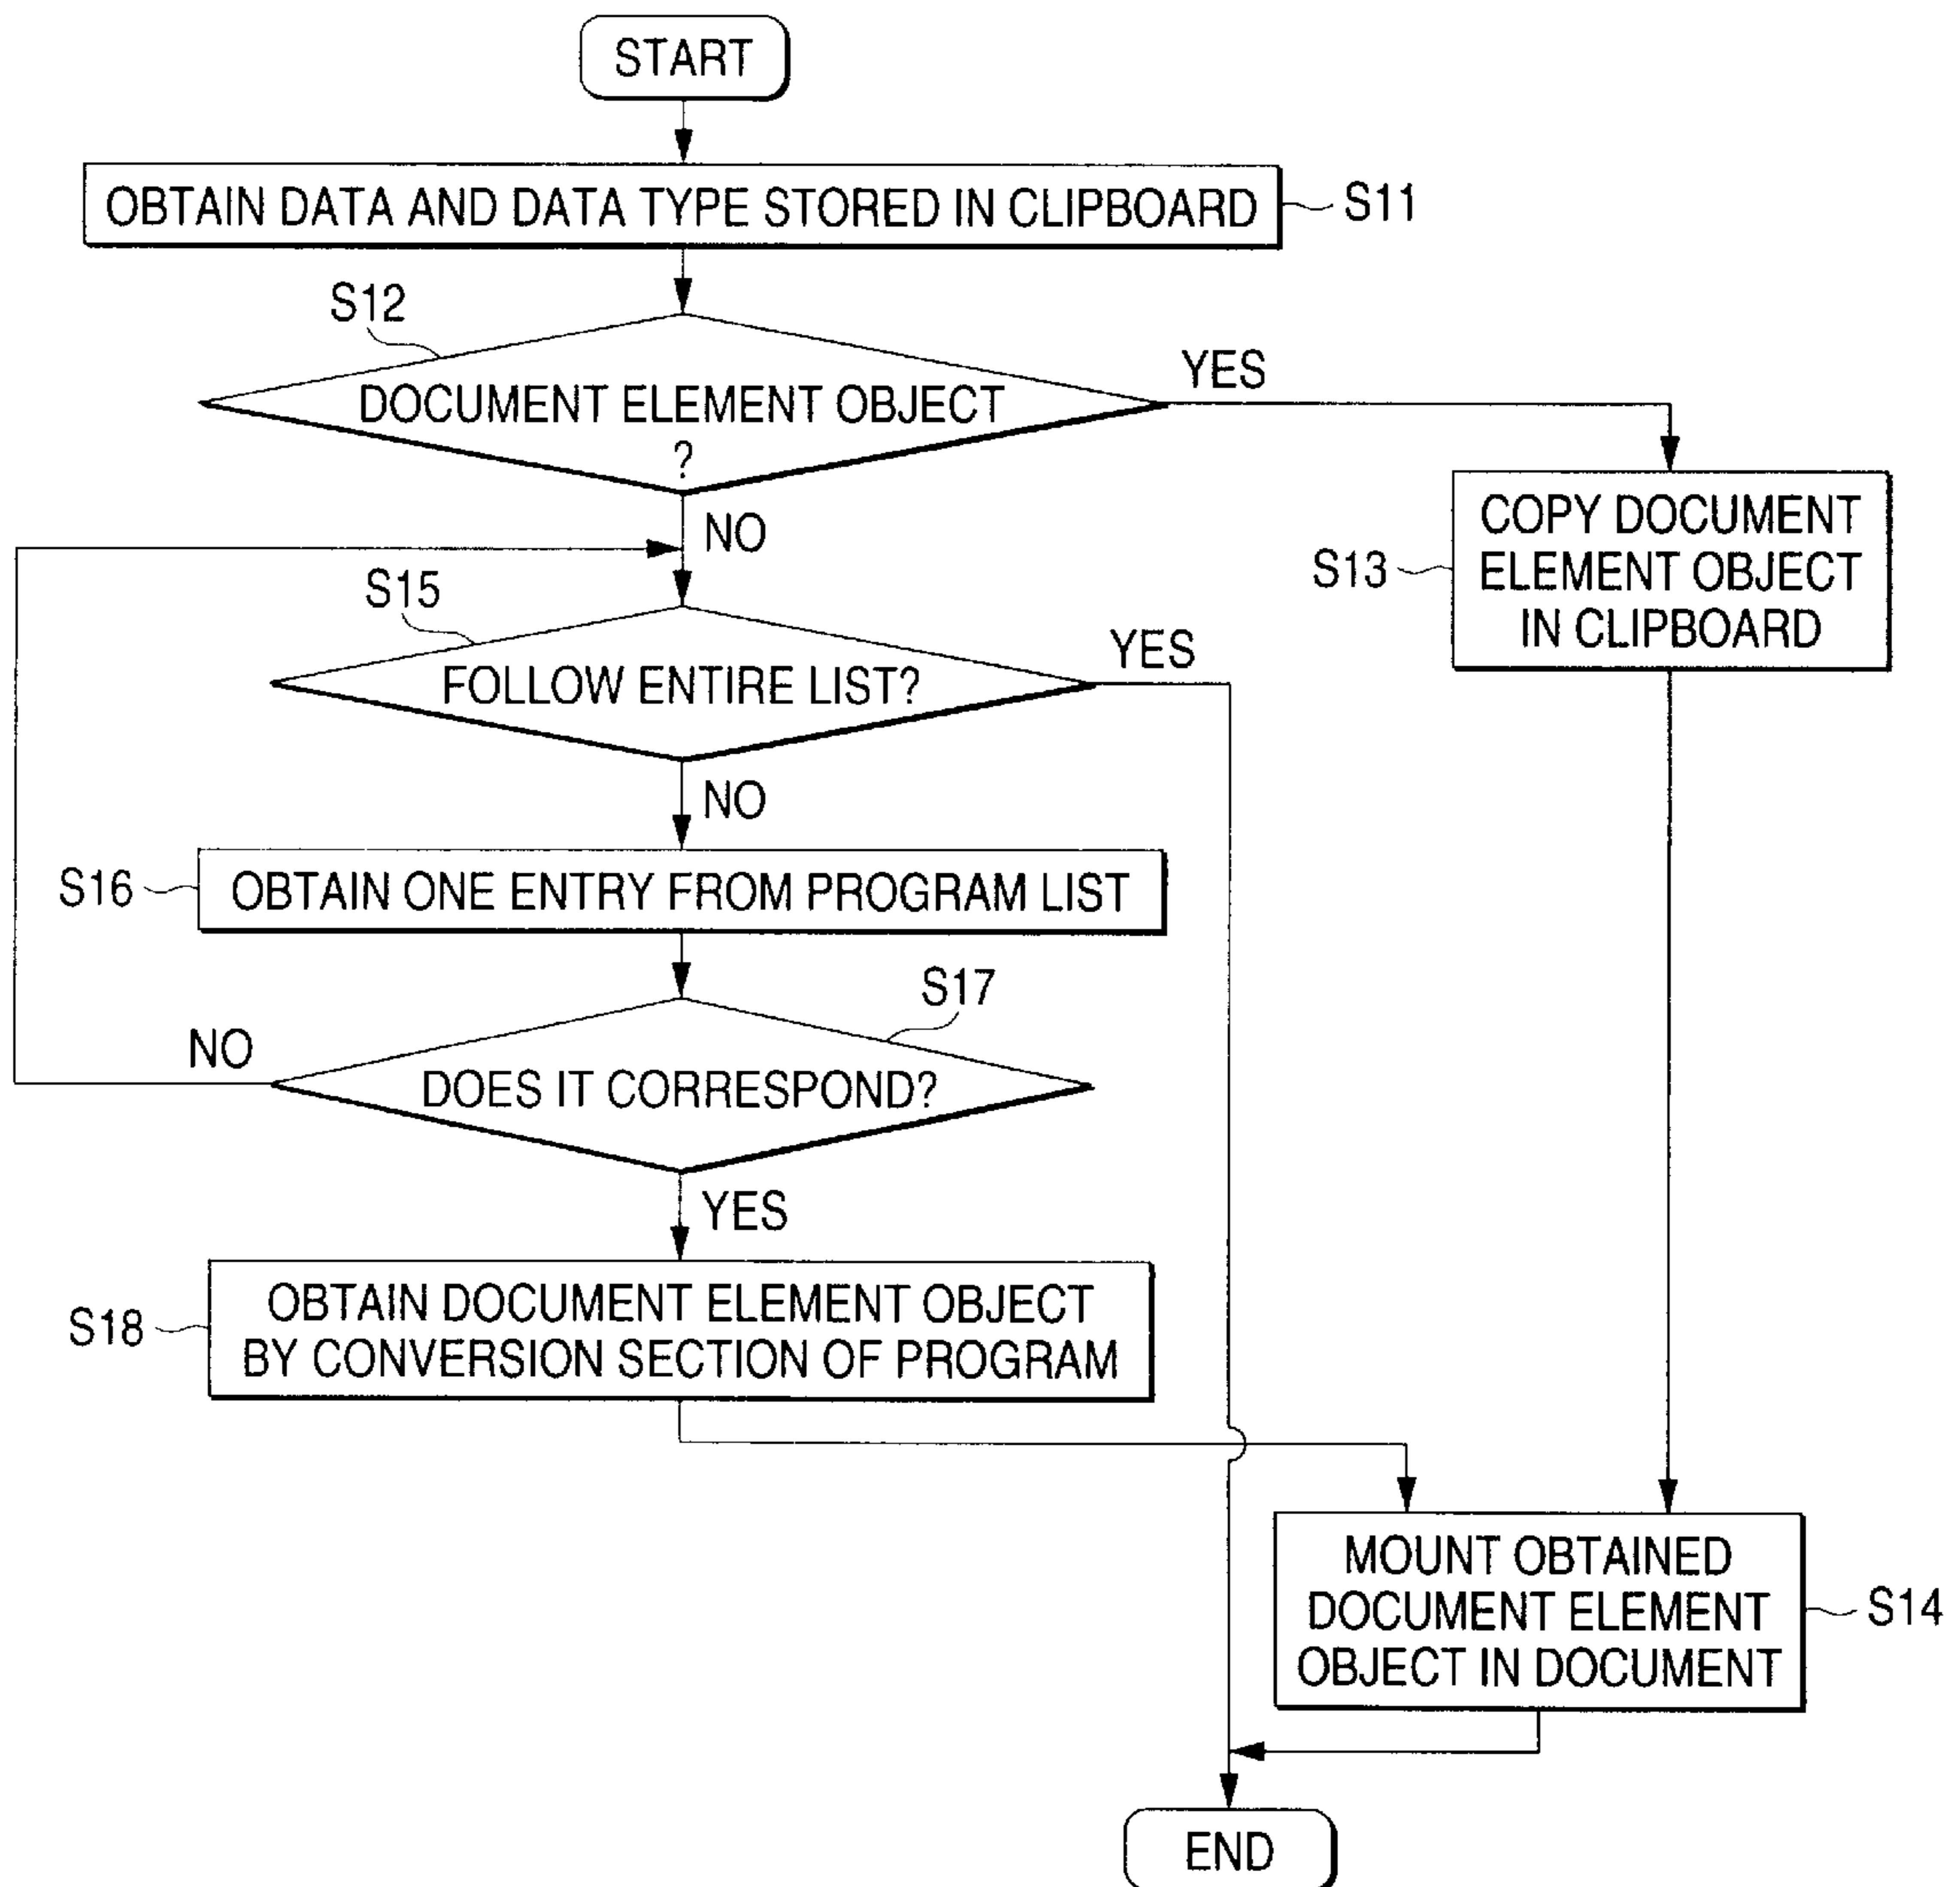 START
OBTAIN DATA AND DATA TYPE STORED IN CLIPBOARD
S11
S12
DOCUMENT ELEMENT OBJECT
?
YES
NO
COPY DOCUMENT
ELEMENT OBJECT
IN CLIPBOARD
S13
S15
FOLLOW ENTIRE LIST?
YES
NO
S16
OBTAIN ONE ENTRY FROM PROGRAM LIST
S17
NO
DOES IT CORRESPOND?
YES
S18
OBTAIN DOCUMENT ELEMENT OBJECT
BY CONVERSION SECTION OF PROGRAM
MOUNT OBTAINED
DOCUMENT ELEMENT
OBJECT IN DOCUMENT
S14
END